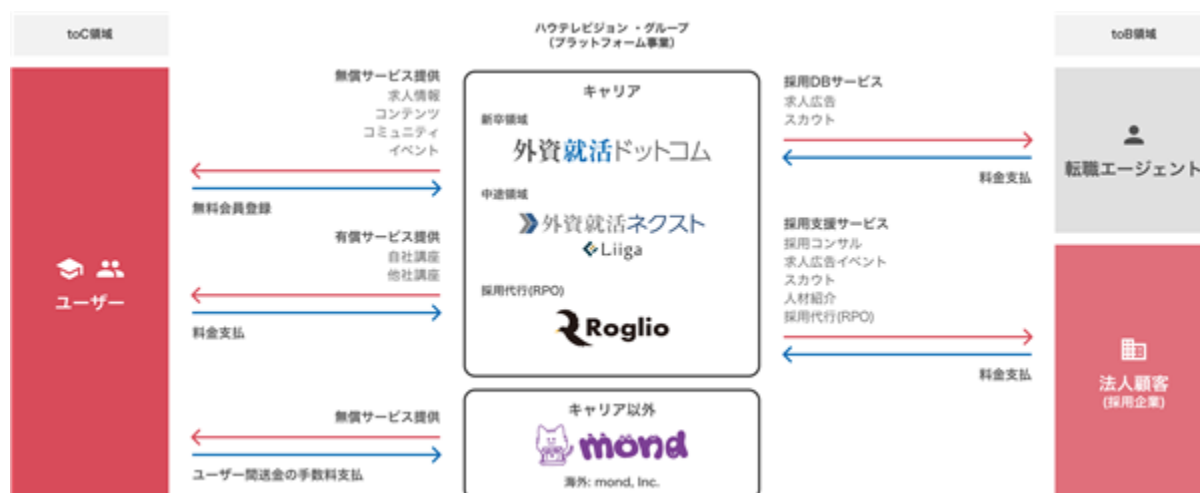 toC領域
ハウテレビジョン・グループ
(プラットフォーム事業)
toB領域
ユーザー
無償サービス提供
求人情報
コンテンツ
コミュニティ
イベント
無料会員登録
有償サービス提供
自社講座
他社講座
料金支払
無償サービス提供
ユーザー間送金の手数料支払
キャリア
新卒領域
外資就活ドットコム
中途領域
外資就活ネクスト
Liiga
採用代行(RPO)
Roglio
キャリア以外
mond
海外: mond, Inc.
採用DBサービス
求人広告
スカウト
料金支払
採用支援サービス
採用コンサル
求人広告イベント
スカウト
人材紹介
採用代行(RPO)
料金支払
転職エージェント
法人顧客
(採用企業)